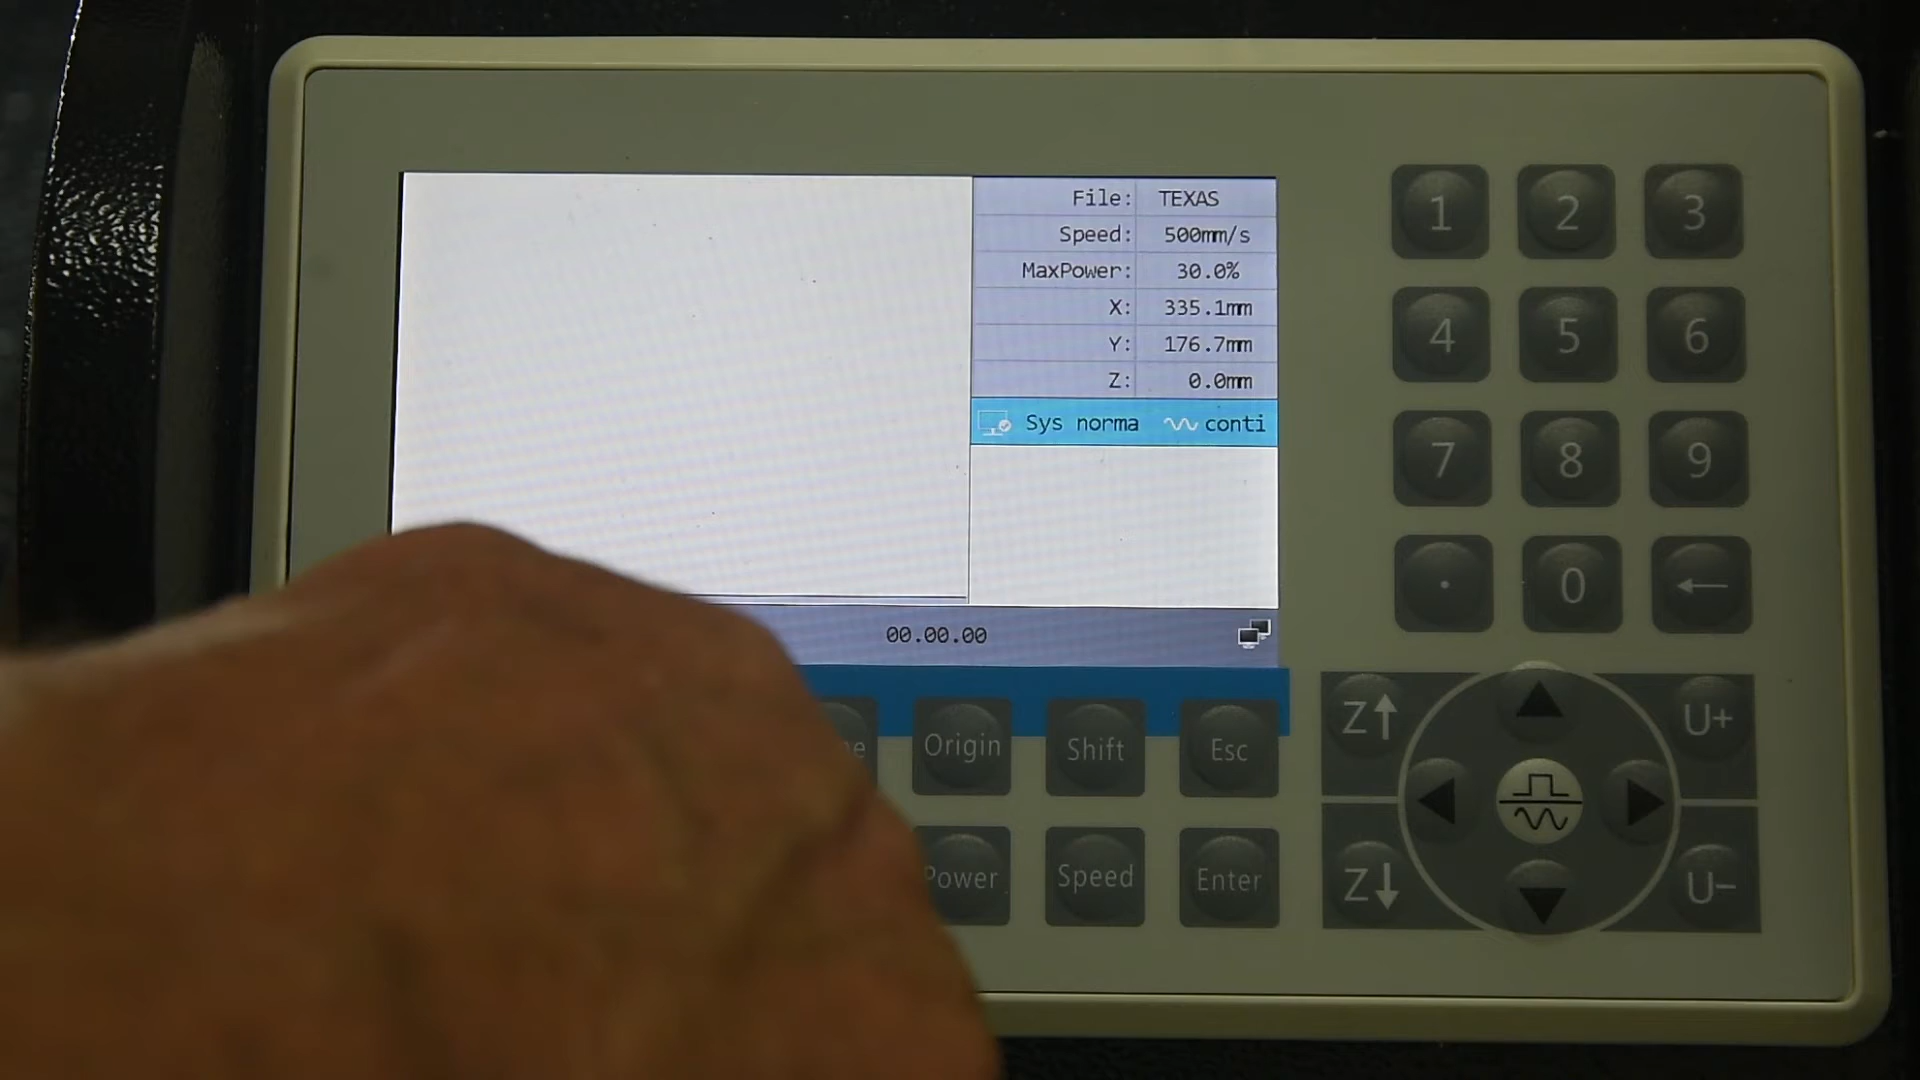 File: TEXAS
Speed: 500mm/s
MaxPower: 30.0%
X: 335.1mm
Y: 176.7mm
Z: 0.0mm
Sys norma conti
00.00.00
1 2 3
4 5 6
7 8 9
. 0 ←
Origin Shift Esc
Power Speed Enter
Z↑ U+
Z↓ U-